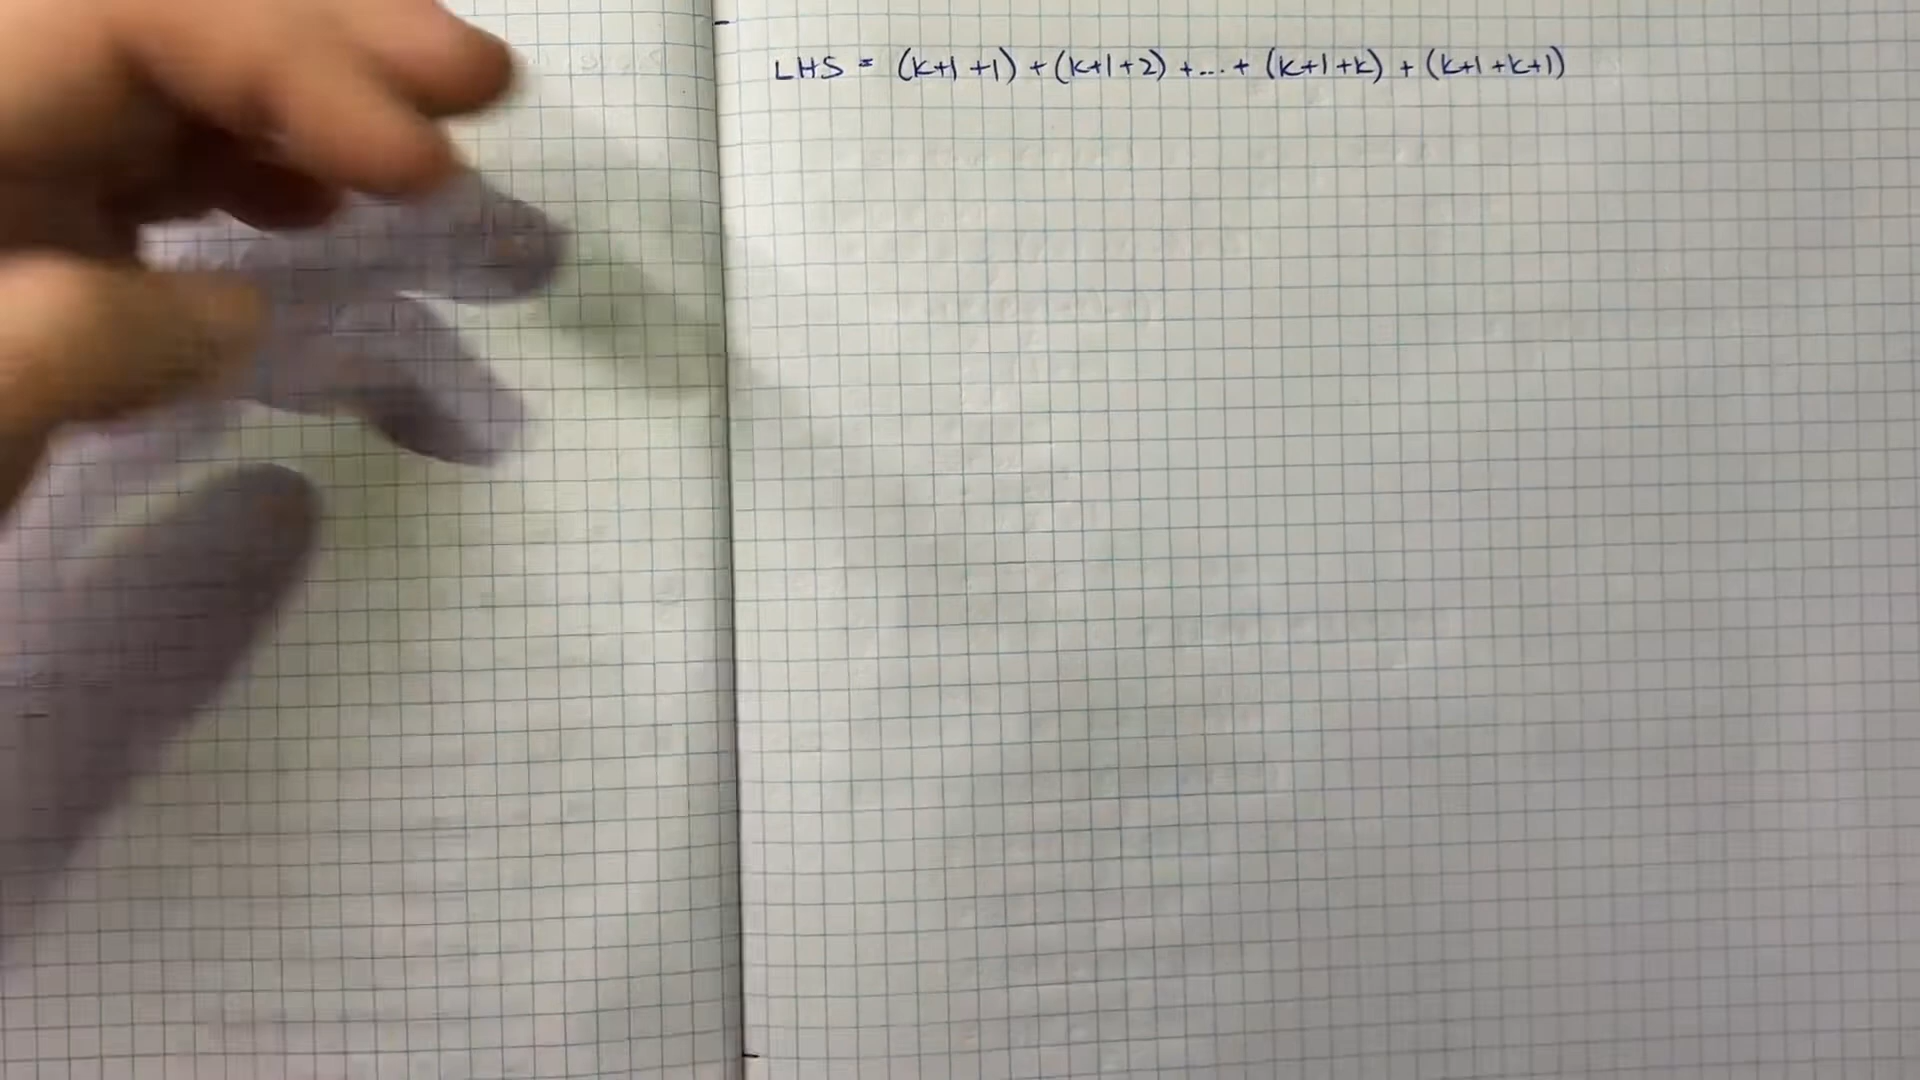 LHS = (k+1+1) + (k+1+2) + ... + (k+1+k) + (k+1+k+1)